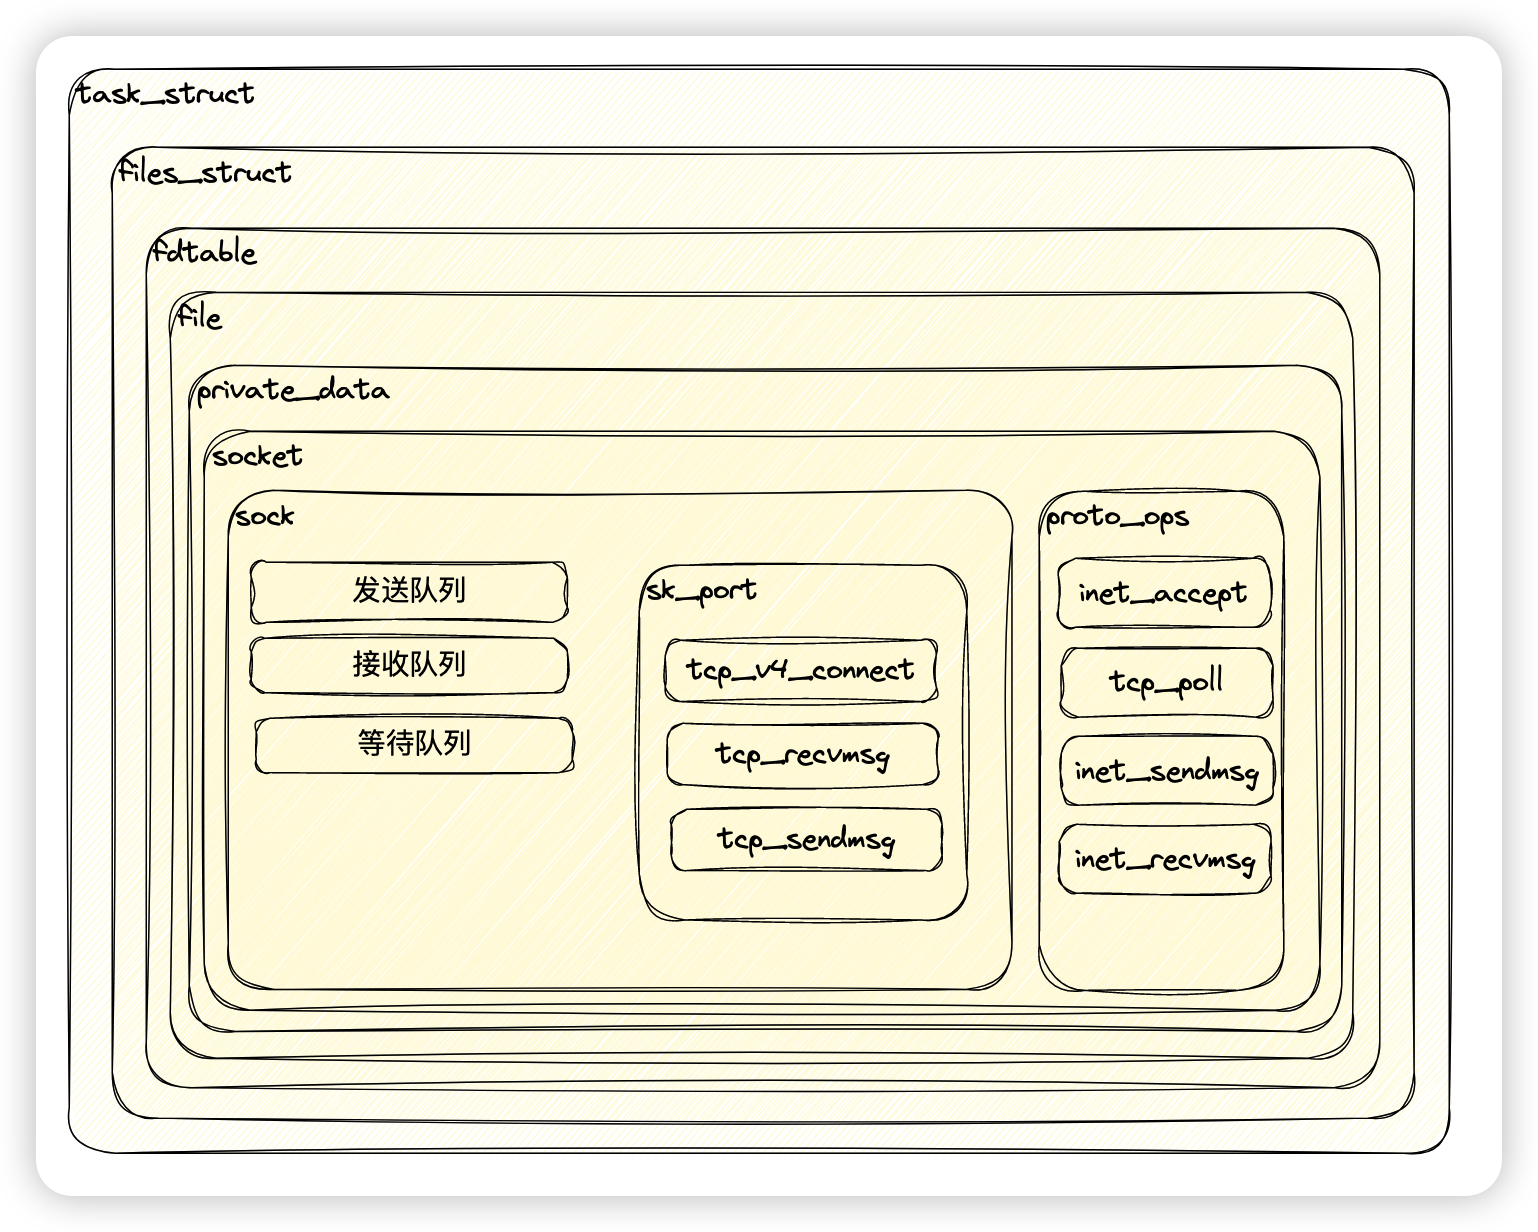 task_struct
files_struct
fdtable
file
private_data
socket
sock
发送队列
接收队列
等待队列
sk_port
tcp_v4_connect
tcp_recvmsg
tcp_sendmsg
proto_ops
inet_accept
tcp_poll
inet_sendmsg
inet_recvmsg